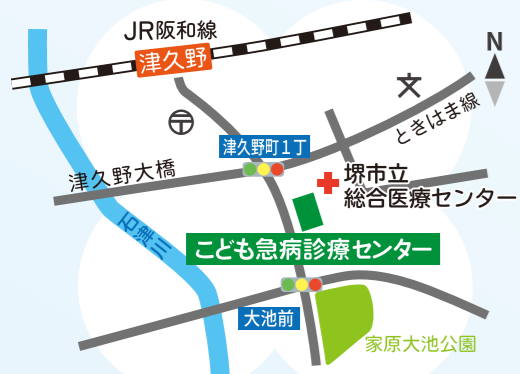 JR阪和線
津久野
N
文
〒
ときはま線
津久野町1丁
津久野大橋
堺市立
総合医療センター
石津川
こども急病診療センター
大池前
家原大池公園